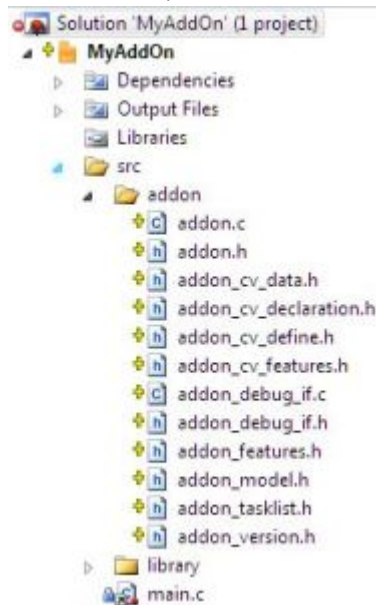 Solution 'MyAddOn' (1 project)
MyAddOn
Dependencies
Output Files
Libraries
src
addon
c addon.c
h addon.h
h addon_cv_data.h
h addon_cv_declaration.h
h addon_cv_define.h
h addon_cv_features.h
c addon_debug_if.c
h addon_debug_if.h
h addon_features.h
h addon_model.h
h addon_tasklist.h
h addon_version.h
library
main.c